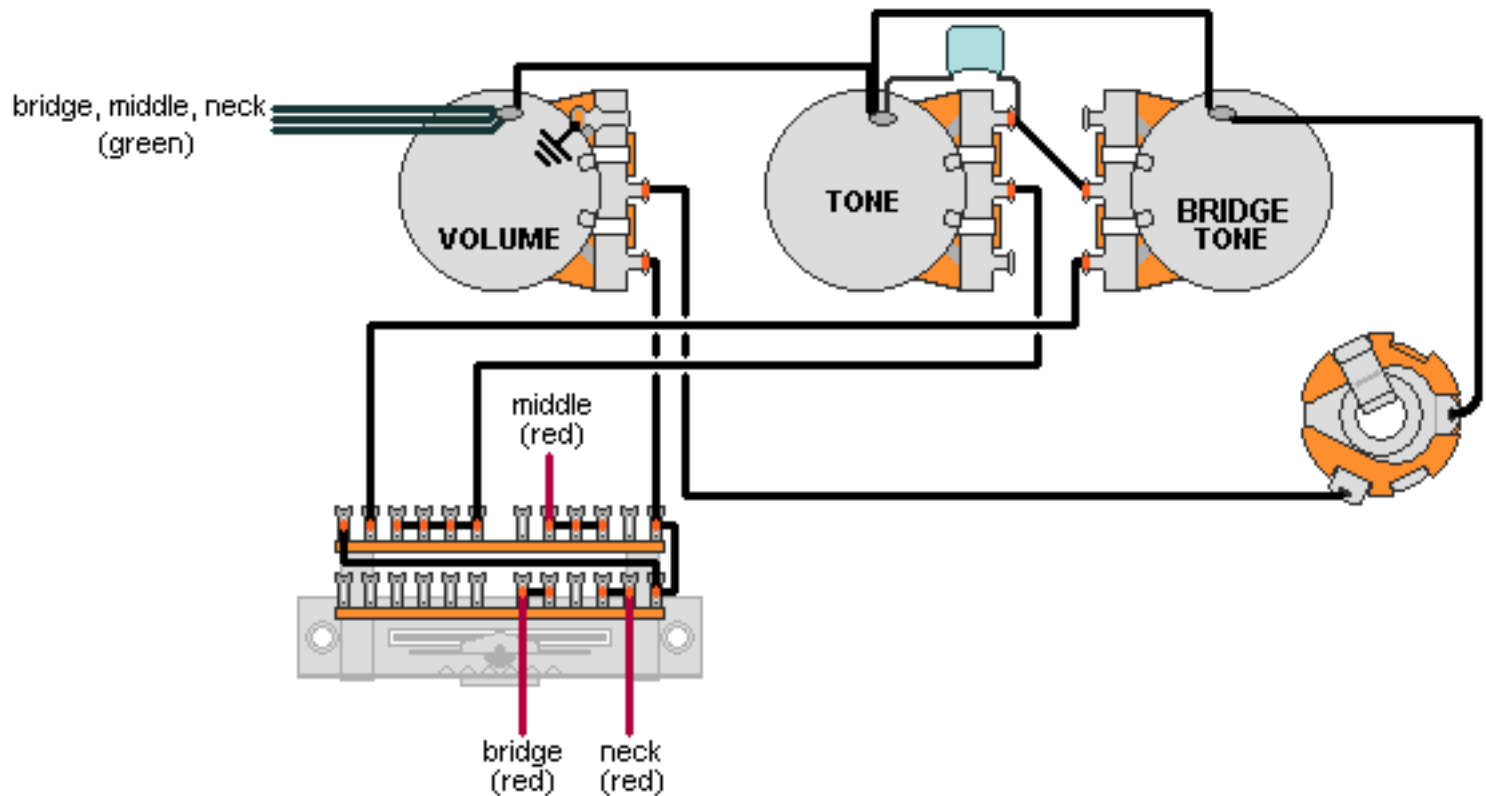 bridge, middle, neck
(green)
VOLUME
TONE
BRIDGE
TONE
middle
(red)
bridge
(red)
neck
(red)